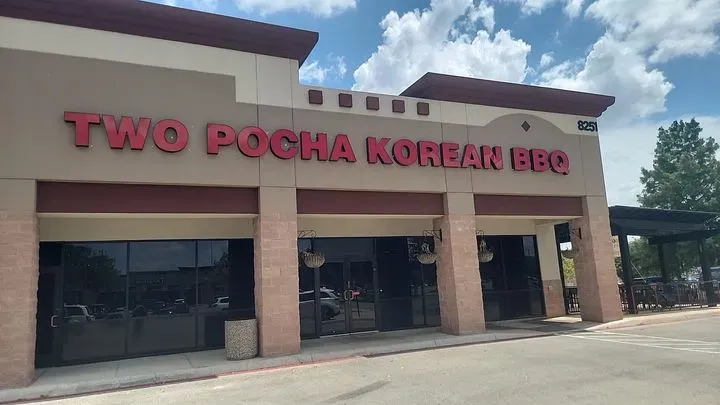 TWO POCHA KOREAN BBQ
8251